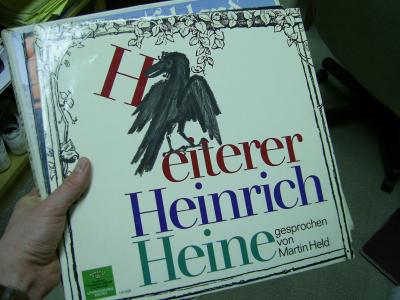 Heiterer
Heinrich
Heine
gesprochen
von
Martin Held